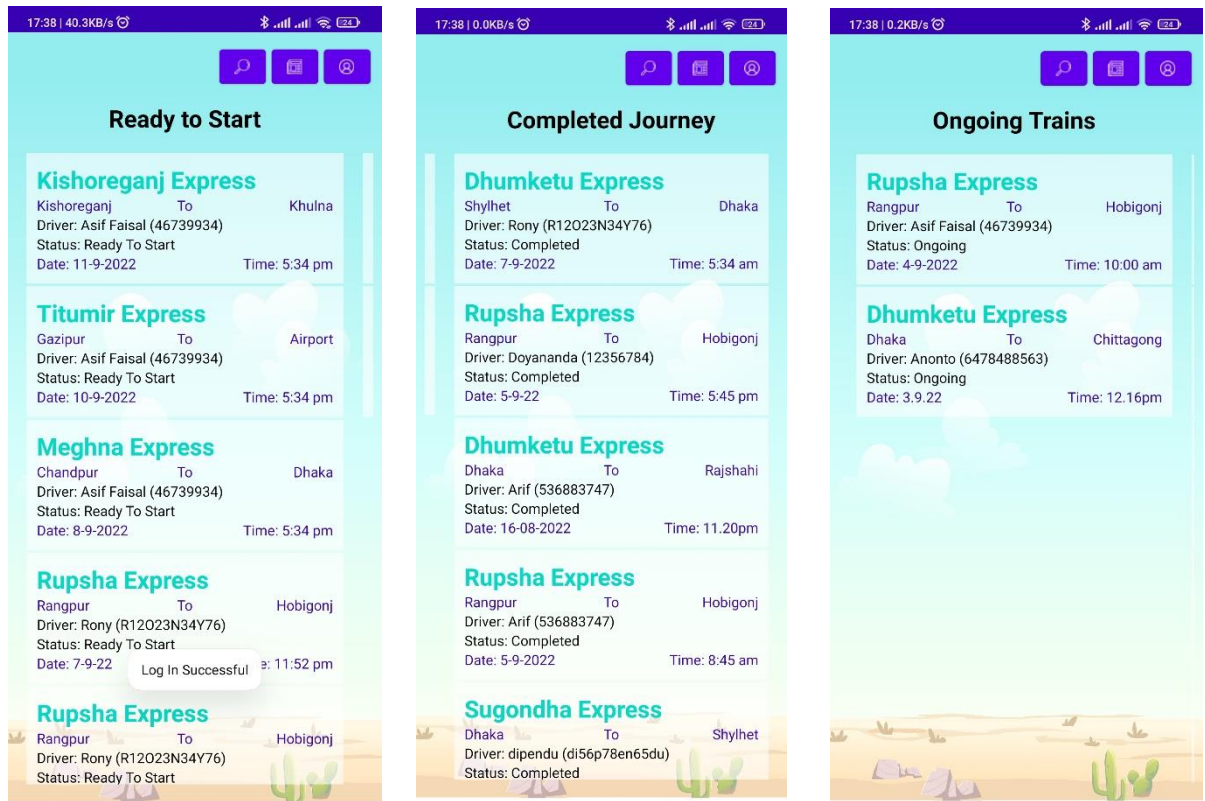 17:38 | 40.3KB/s
24
Ready to Start
Kishoreganj Express
Kishoreganj To Khulna
Driver: Asif Faisal (46739934)
Status: Ready To Start
Date: 11-9-2022 Time: 5:34 pm
Titumir Express
Gazipur To Airport
Driver: Asif Faisal (46739934)
Status: Ready To Start
Date: 10-9-2022 Time: 5:34 pm
Meghna Express
Chandpur To Dhaka
Driver: Asif Faisal (46739934)
Status: Ready To Start
Date: 8-9-2022 Time: 5:34 pm
Rupsha Express
Rangpur To Hobigonj
Driver: Rony (R12O23N34Y76)
Status: Ready To Start
Date: 7-9-22 e: 11:52 pm
Log In Successful
Rupsha Express
Rangpur To Hobigonj
Driver: Rony (R12O23N34Y76)
Status: Ready To Start
17:38 | 0.0KB/s
24
Completed Journey
Dhumketu Express
Shylhet To Dhaka
Driver: Rony (R12O23N34Y76)
Status: Completed
Date: 7-9-2022 Time: 5:34 am
Rupsha Express
Rangpur To Hobigonj
Driver: Doyananda (12356784)
Status: Completed
Date: 5-9-22 Time: 5:45 pm
Dhumketu Express
Dhaka To Rajshahi
Driver: Arif (536883747)
Status: Completed
Date: 16-08-2022 Time: 11.20pm
Rupsha Express
Rangpur To Hobigonj
Driver: Arif (536883747)
Status: Completed
Date: 5-9-2022 Time: 8:45 am
Sugondha Express
Dhaka To Shylhet
Driver: dipendu (di56p78en65du)
Status: Completed
17:38 | 0.2KB/s
24
Ongoing Trains
Rupsha Express
Rangpur To Hobigonj
Driver: Asif Faisal (46739934)
Status: Ongoing
Date: 4-9-2022 Time: 10:00 am
Dhumketu Express
Dhaka To Chittagong
Driver: Anonto (6478488563)
Status: Ongoing
Date: 3.9.22 Time: 12.16pm